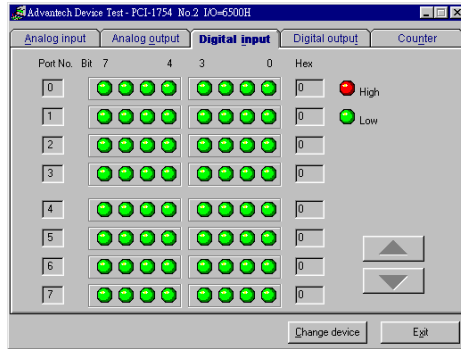 Advantech Device Test - PCI-1754 No.2 I/O=6500H
Analog input Analog output Digital input Digital output Counter
Port No. Bit 7 4 3 0 Hex
0 0 High
1 0 Low
2 0
3 0
4 0
5 0
6 0
7 0
Change device Exit